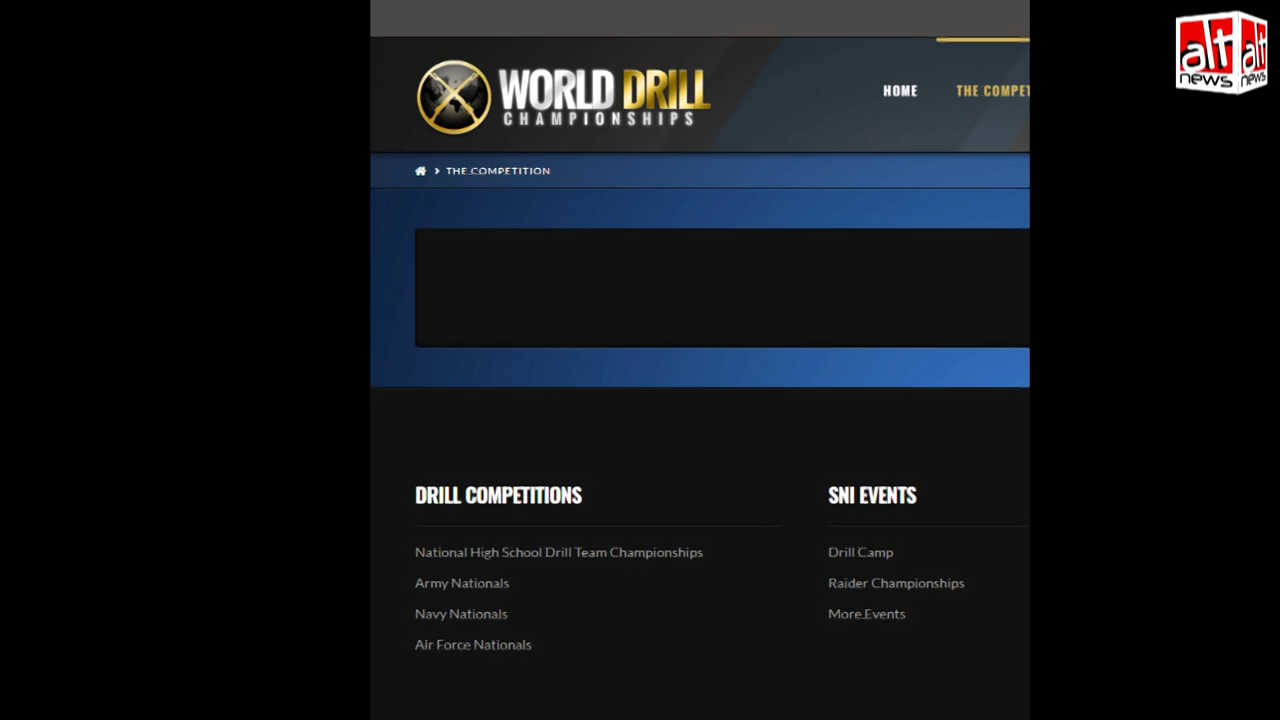 alt alt
news news
WORLD DRILL
CHAMPIONSHIPS
HOME
THE COMPET
THE COMPETITION
DRILL COMPETITIONS
National High School Drill Team Championships
Army Nationals
Navy Nationals
Air Force Nationals
SNI EVENTS
Drill Camp
Raider Championships
More Events